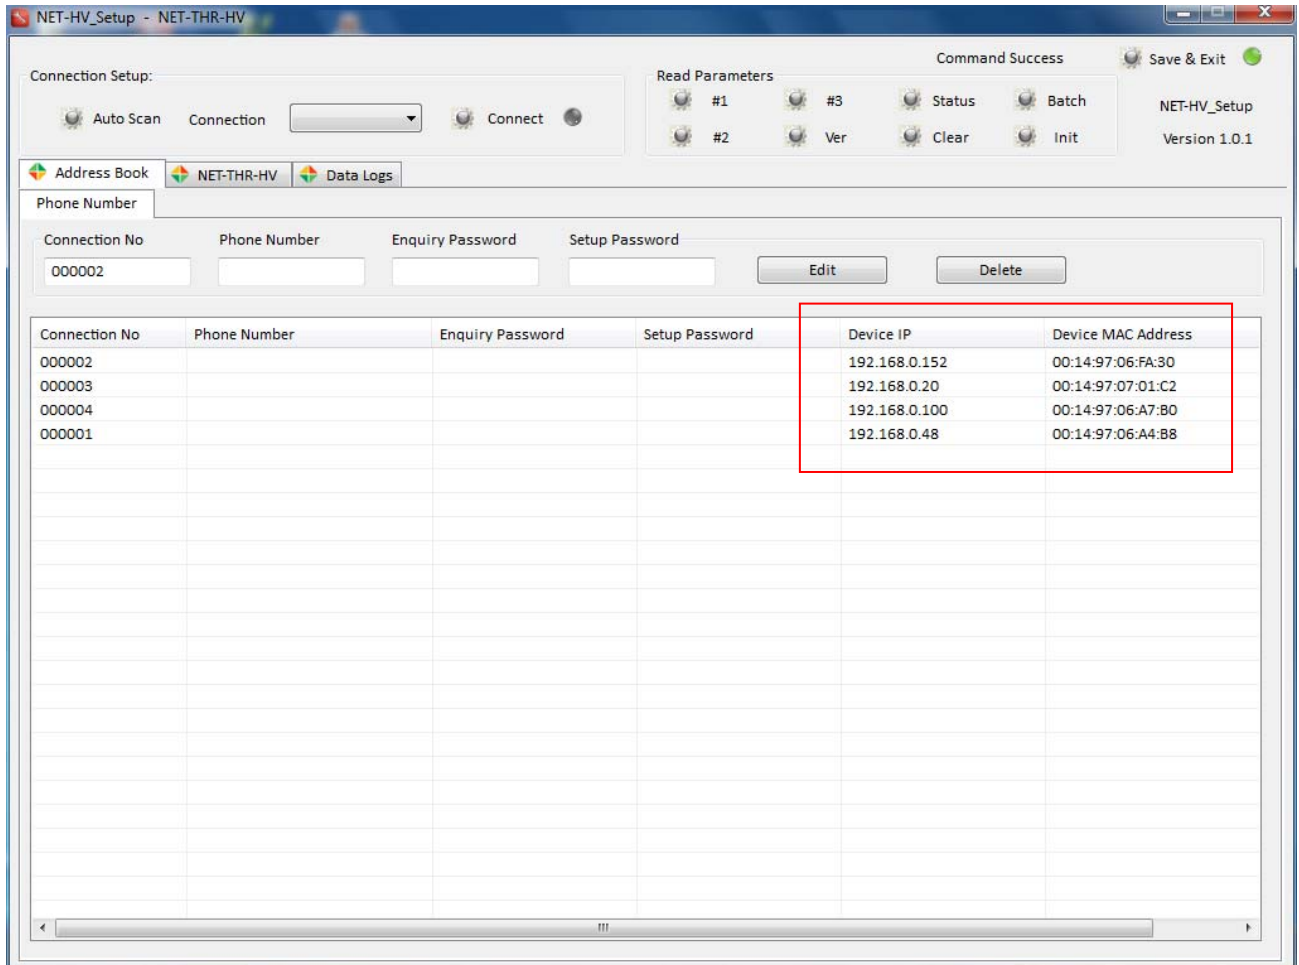 NET-HV_Setup - NET-THR-HV
Command Success
Save & Exit
Connection Setup:
Auto Scan
Connection
Connect
Read Parameters
#1
#3
Status
Batch
#2
Ver
Clear
Init
NET-HV_Setup
Version 1.0.1
Address Book
NET-THR-HV
Data Logs
Phone Number
Connection No Phone Number Enquiry Password Setup Password
000002
Edit
Delete
Connection No Phone Number Enquiry Password Setup Password Device IP Device MAC Address
000002 192.168.0.152 00:14:97:06:FA:30
000003 192.168.0.20 00:14:97:07:01:C2
000004 192.168.0.100 00:14:97:06:A7:B0
000001 192.168.0.48 00:14:97:06:A4:B8